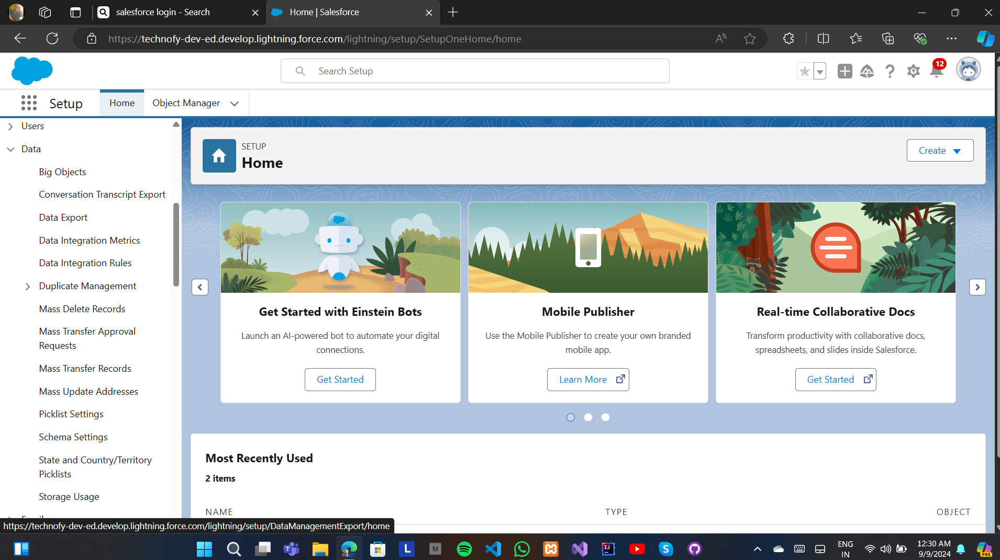 salesforce login - Search
Home | Salesforce
https://technofy-dev-ed.develop.lightning.force.com/lightning/setup/SetupOneHome/home
Search Setup
12
Setup
Home
Object Manager
Users
Data
Big Objects
Conversation Transcript Export
Data Export
Data Integration Metrics
Data Integration Rules
Duplicate Management
Mass Delete Records
Mass Transfer Approval
Requests
Mass Transfer Records
Mass Update Addresses
Picklist Settings
Schema Settings
State and Country/Territory
Picklists
Storage Usage
SETUP
Home
Create
Get Started with Einstein Bots
Launch an AI-powered bot to automate your digital
connections.
Get Started
Mobile Publisher
Use the Mobile Publisher to create your own branded
mobile app.
Learn More
Real-time Collaborative Docs
Transform productivity with collaborative docs,
spreadsheets, and slides inside Salesforce.
Get Started
Most Recently Used
2 items
NAME
TYPE
OBJECT
https://technofy-dev-ed.develop.lightning.force.com/lightning/setup/DataManagementExport/home
ENG
IN
12:30 AM
9/9/2024
PRE